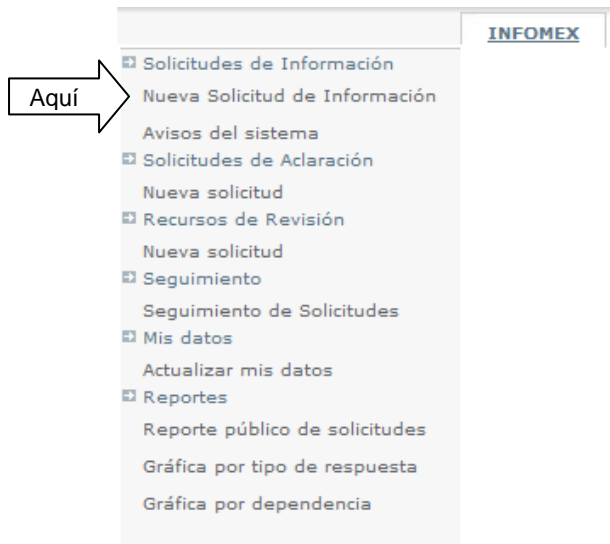 INFOMEX
Solicitudes de Información
Aquí
Nueva Solicitud de Información
Avisos del sistema
Solicitudes de Aclaración
Nueva solicitud
Recursos de Revisión
Nueva solicitud
Seguimiento
Seguimiento de Solicitudes
Mis datos
Actualizar mis datos
Reportes
Reporte público de solicitudes
Gráfica por tipo de respuesta
Gráfica por dependencia